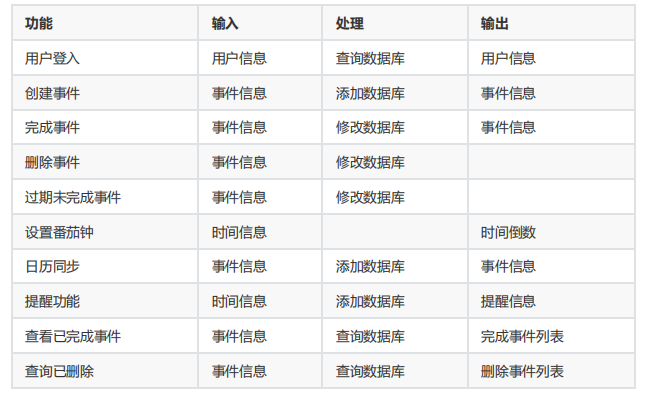 功能 输入 处理 输出
用户登入 用户信息 查询数据库 用户信息
创建事件 事件信息 添加数据库 事件信息
完成事件 事件信息 修改数据库 事件信息
删除事件 事件信息 修改数据库
过期未完成事件 事件信息 修改数据库
设置番茄钟 时间信息 时间倒数
日历同步 事件信息 添加数据库 事件信息
提醒功能 时间信息 添加数据库 提醒信息
查看已完成事件 事件信息 查询数据库 完成事件列表
查询已删除 事件信息 查询数据库 删除事件列表